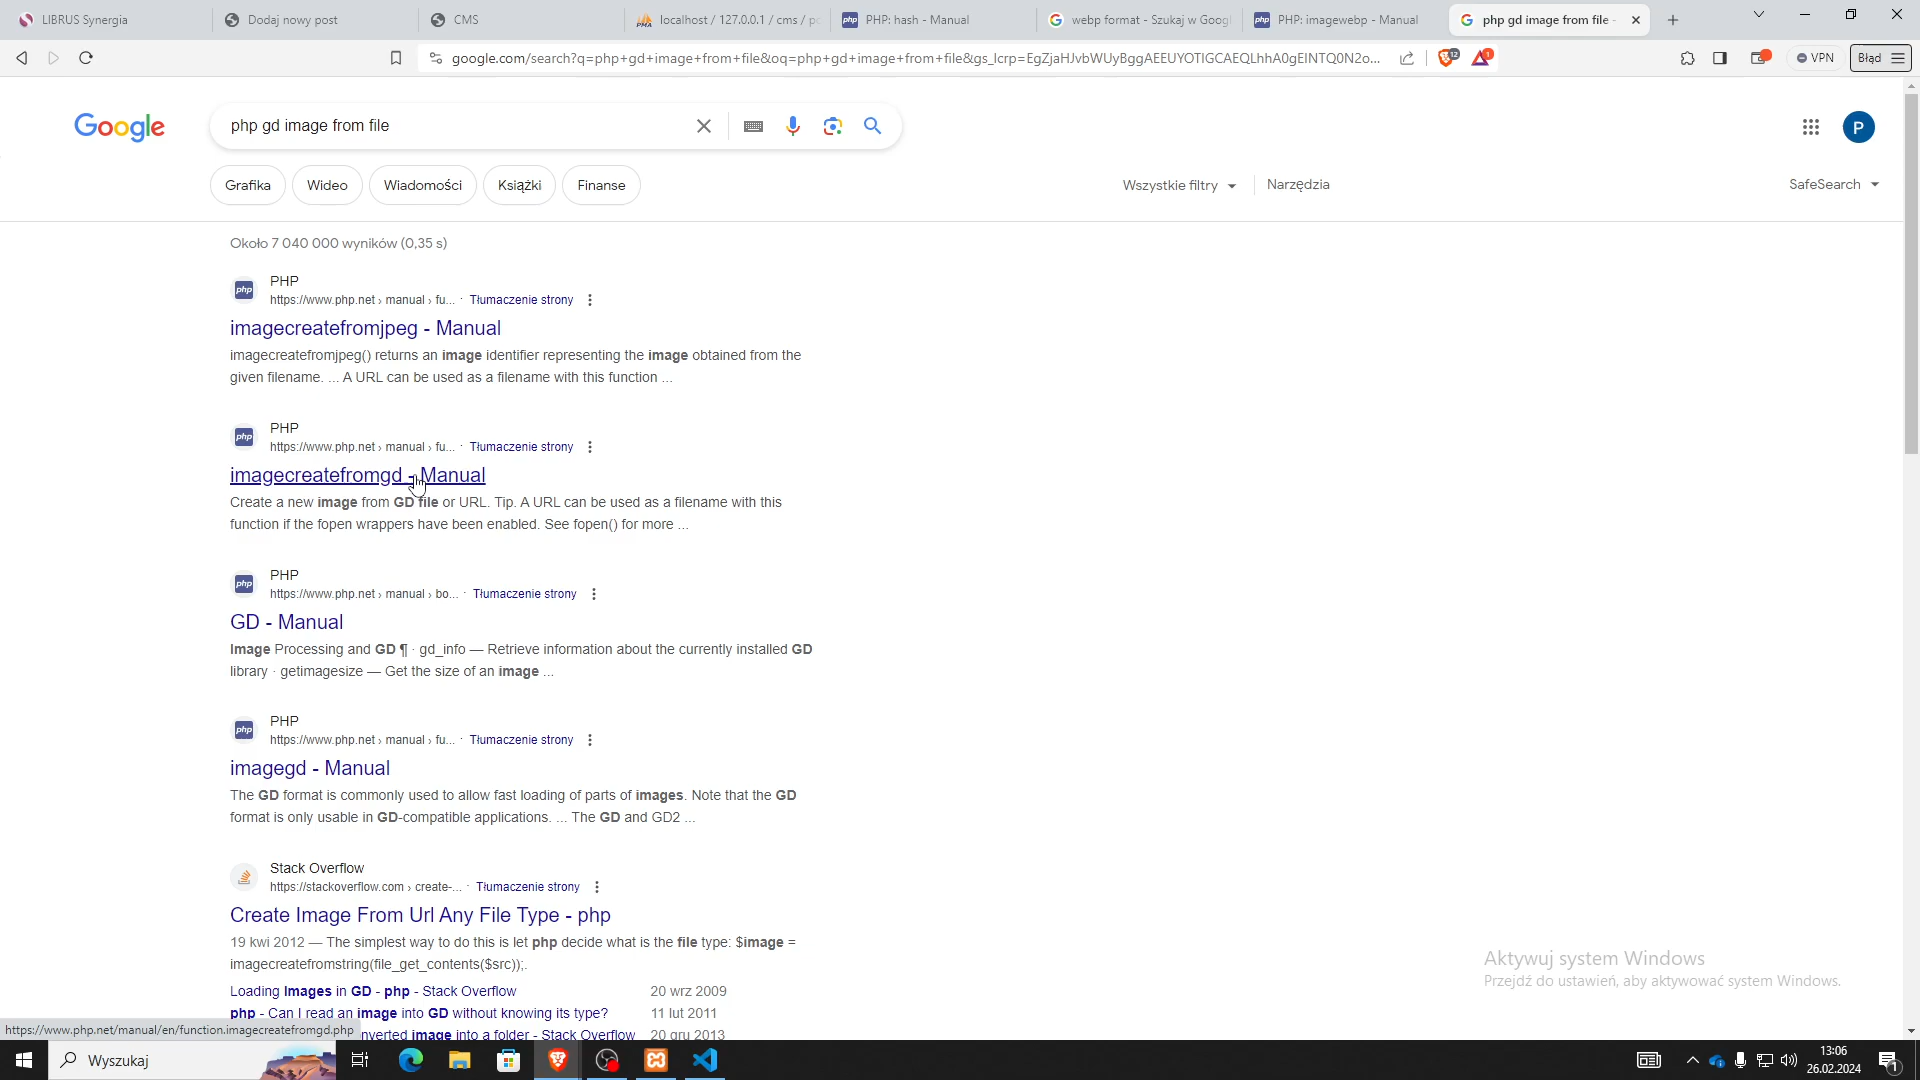 LIBRUS Synergia
Dodaj nowy post
CMS
localhost / 127.0.0.1 / cms / po
PHP: hash - Manual
webp format - Szukaj w Goog
PHP: imagewebp - Manual
php gd image from file -
google.com/search?q=php+gd+image+from+file&oq=php+gd+image+from+file&gs_lcrp=EgZjaHJvbWUyBggAEEUYOTIGCAEQLhhA0gEINTQ0N2o...
12
1
VPN
Błąd
Google
php gd image from file
P
Grafika
Wideo
Wiadomości
Książki
Finanse
Wszystkie filtry
Narzędzia
SafeSearch
Około 7 040 000 wyników (0,35 s)
php
PHP
https://www.php.net › manual › fu... · Tłumaczenie strony
imagecreatefromjpeg - Manual
imagecreatefromjpeg() returns an image identifier representing the image obtained from the
given filename. ... A URL can be used as a filename with this function ...
php
PHP
https://www.php.net › manual › fu... · Tłumaczenie strony
imagecreatefromgd - Manual
Create a new image from GD file or URL. Tip. A URL can be used as a filename with this
function if the fopen wrappers have been enabled. See fopen() for more ...
php
PHP
https://www.php.net › manual › bo... · Tłumaczenie strony
GD - Manual
Image Processing and GD ¶ · gd_info — Retrieve information about the currently installed GD
library · getimagesize — Get the size of an image ...
php
PHP
https://www.php.net › manual › fu... · Tłumaczenie strony
imagegd - Manual
The GD format is commonly used to allow fast loading of parts of images. Note that the GD
format is only usable in GD-compatible applications. ... The GD and GD2 ...
Stack Overflow
https://stackoverflow.com › create-... · Tłumaczenie strony
Create Image From Url Any File Type - php
19 kwi 2012 — The simplest way to do this is let php decide what is the file type: $image =
imagecreatefromstring(file_get_contents($src));.
Loading Images in GD - php - Stack Overflow 20 wrz 2009
php - Can I read an image into GD without knowing its type? 11 lut 2011
nverted image into a folder - Stack Overflow 20 gru 2013
https://www.php.net/manual/en/function.imagecreatefromgd.php
Aktywuj system Windows
Przejdź do ustawień, aby aktywować system Windows.
Wyszukaj
13:06
26.02.2024
1